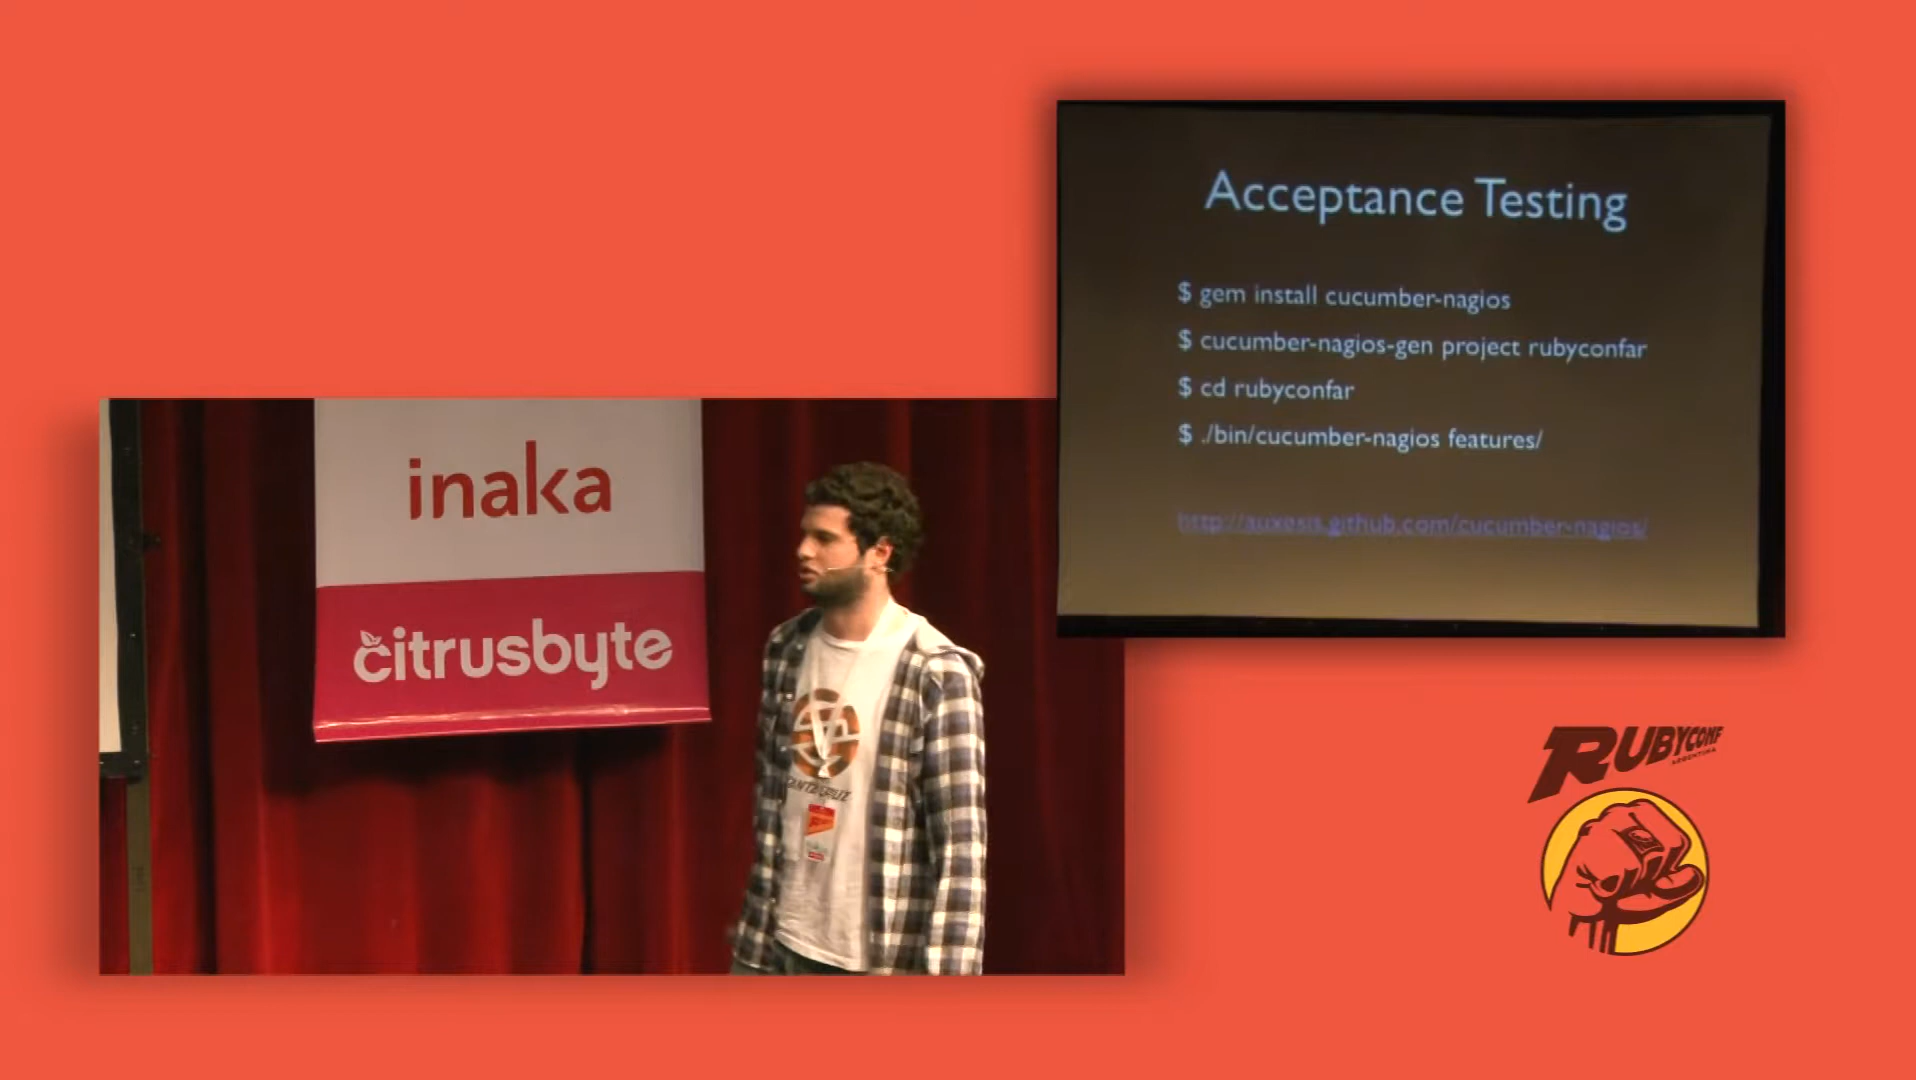 Acceptance Testing
$ gem install cucumber-nagios
$ cucumber-nagios-gen project rubyconfar
$ cd rubyconfar
$ ./bin/cucumber-nagios features/
http://auxesis.github.com/cucumber-nagios/
inaka
citrusbyte
RUBYCONF
ARGENTINA